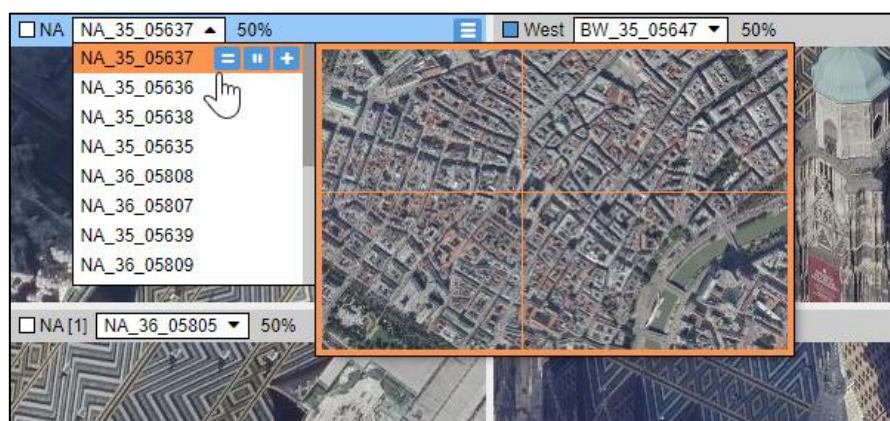 NA NA_35_05637 50%
West BW_35_05647 50%
NA_35_05637
NA_35_05636
NA_35_05638
NA_35_05635
NA_36_05808
NA_36_05807
NA_35_05639
NA_36_05809
NA [1] NA_36_05805 50%